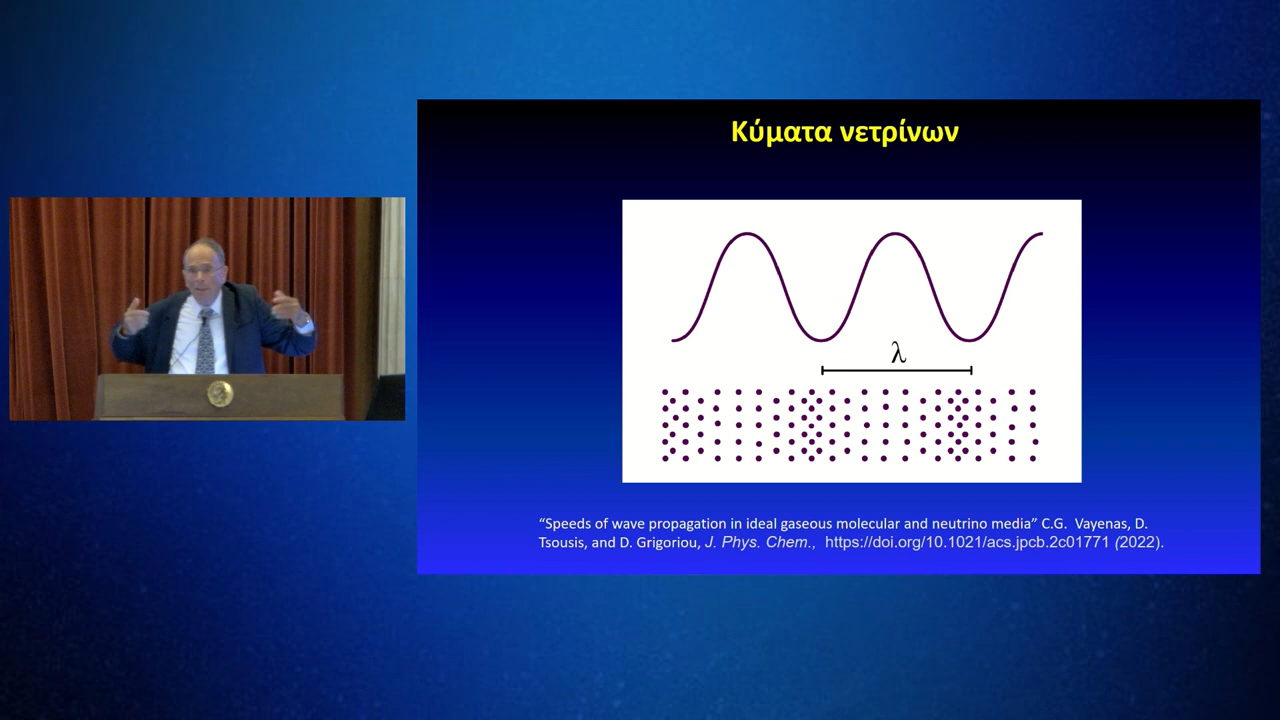 Κύματα νετρίνων
λ
“Speeds of wave propagation in ideal gaseous molecular and neutrino media” C.G. Vayenas, D.
Tsousis, and D. Grigoriou, J. Phys. Chem., https://doi.org/10.1021/acs.jpcb.2c01771 (2022).